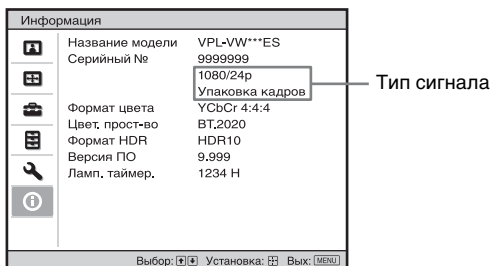 Информация
Название модели VPL-VW***ES
Серийный № 9999999
1080/24p
Упаковка кадров
Тип сигнала
Формат цвета YCbCr 4:4:4
Цвет. прост-во BT.2020
Формат HDR HDR10
Версия ПО 9.999
Ламп. таймер. 1234 H
Выбор: Установка: Вых: MENU